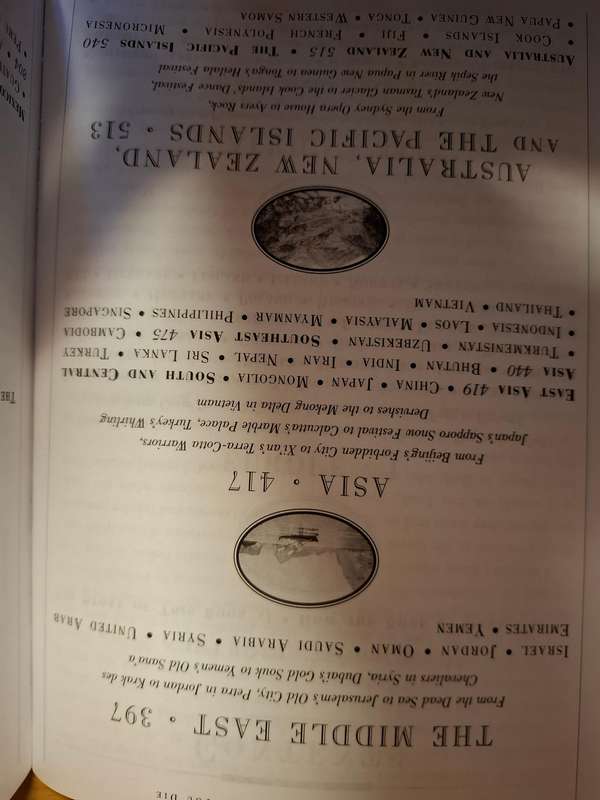 THE MIDDLE EAST • 397
From the Dead Sea to Jerusalem's Old City, Petra in Jordan to Krak des
Chevaliers in Syria, Dubai's Gold Souk to Yemen's Old Sana'a
ISRAEL • JORDAN • OMAN • SAUDI ARABIA • SYRIA • UNITED ARAB
EMIRATES • YEMEN
ASIA • 417
From Beijing's Forbidden City to Xi'an's Terra-Cotta Warriors,
Japan's Sapporo Snow Festival to Calcutta's Marble Palace, Turkey's Whirling
Dervishes to the Mekong Delta in Vietnam
EAST ASIA 419 • CHINA • JAPAN • MONGOLIA • SOUTH AND CENTRAL
ASIA 440 • BHUTAN • INDIA • IRAN • NEPAL • SRI LANKA • TURKEY
• TURKMENISTAN • UZBEKISTAN • SOUTHEAST ASIA 475 • CAMBODIA
• INDONESIA • LAOS • MALAYSIA • MYANMAR • PHILIPPINES • SINGAPORE
• THAILAND • VIETNAM
AUSTRALIA, NEW ZEALAND,
AND THE PACIFIC ISLANDS • 513
From the Sydney Opera House to Ayers Rock,
New Zealand's Tasman Glacier to the Cook Islands' Dance Festival,
the Sepik River in Papua New Guinea to Tonga's Heilala Festival
AUSTRALIA AND NEW ZEALAND 515 • THE PACIFIC ISLANDS 540
• COOK ISLANDS • FIJI • FRENCH POLYNESIA • MICRONESIA
• PAPUA NEW GUINEA • TONGA • WESTERN SAMOA
MEXICO
804 • PERU
THE